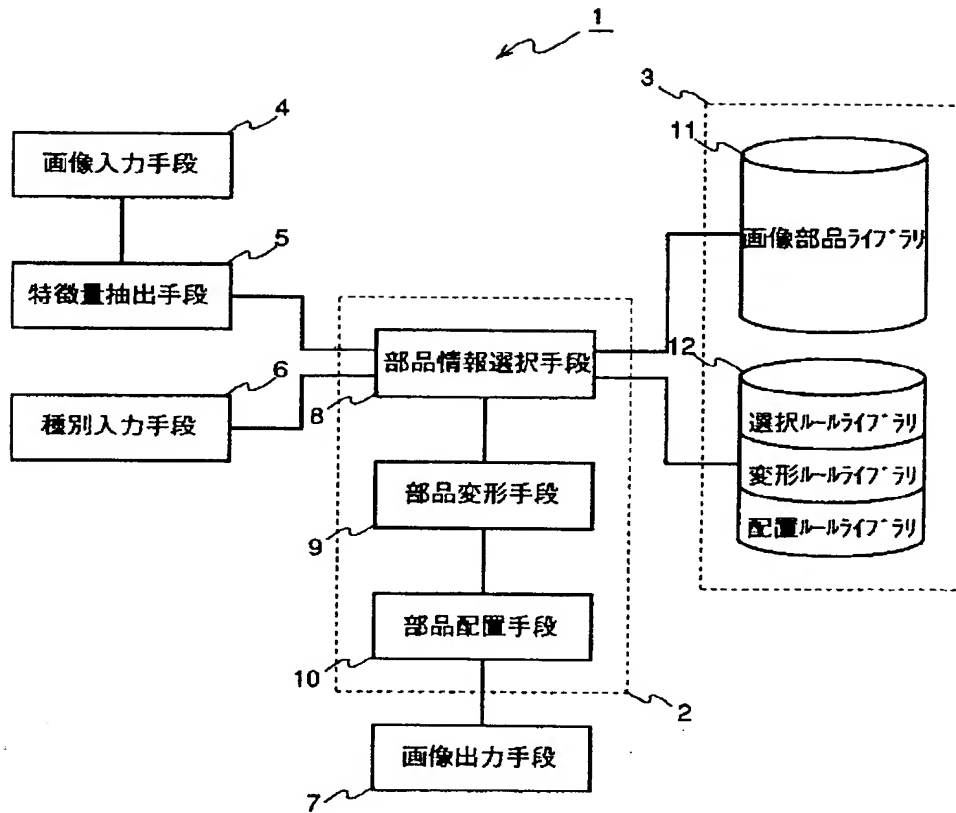 1
3
4
画像入力手段
11
画像部品ﾗｲﾌﾞﾗﾘ
5
特徴量抽出手段
6
種別入力手段
部品情報選択手段
8
12
選択ﾙｰﾙﾗｲﾌﾞﾗﾘ
変形ﾙｰﾙﾗｲﾌﾞﾗﾘ
配置ﾙｰﾙﾗｲﾌﾞﾗﾘ
部品変形手段
9
部品配置手段
10
2
画像出力手段
7